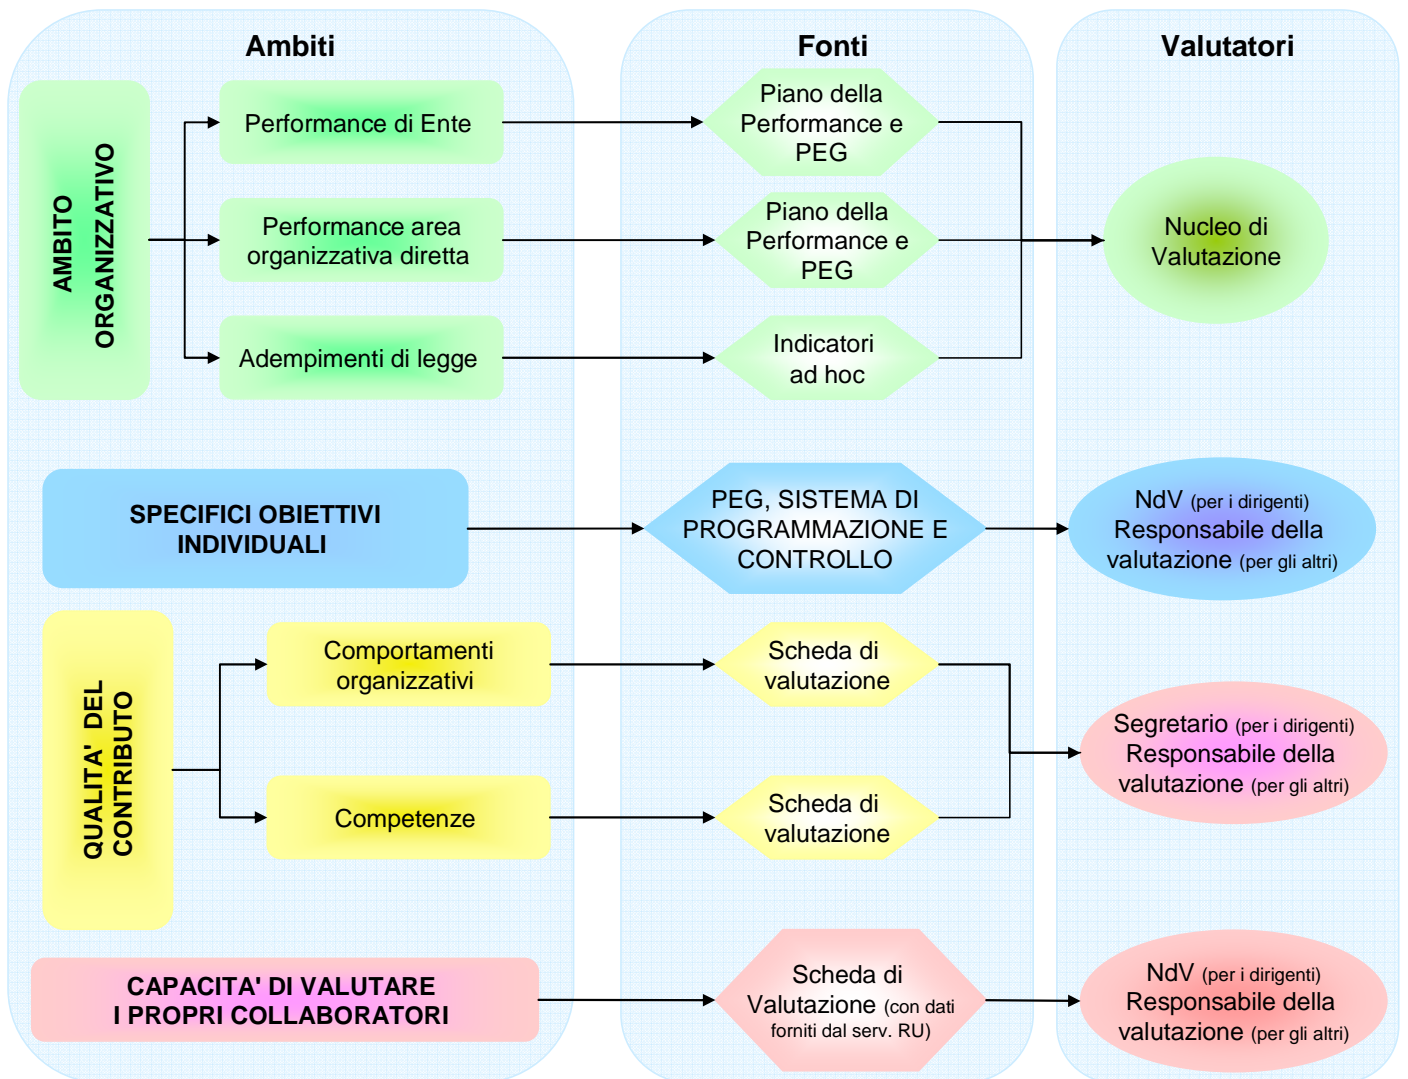 Ambiti
Fonti
Valutatori
AMBITO
ORGANIZZATIVO
Performance di Ente
Piano della
Performance e
PEG
Performance area
organizzativa diretta
Piano della
Performance e
PEG
Nucleo di
Valutazione
Adempimenti di legge
Indicatori
ad hoc
SPECIFICI OBIETTIVI
INDIVIDUALI
PEG, SISTEMA DI
PROGRAMMAZIONE E
CONTROLLO
NdV (per i dirigenti)
Responsabile della
valutazione (per gli altri)
QUALITA' DEL
CONTRIBUTO
Comportamenti
organizzativi
Scheda di
valutazione
Competenze
Scheda di
valutazione
Segretario (per i dirigenti)
Responsabile della
valutazione (per gli altri)
CAPACITA' DI VALUTARE
I PROPRI COLLABORATORI
Scheda di
Valutazione (con dati
forniti dal serv. RU)
NdV (per i dirigenti)
Responsabile della
valutazione (per gli altri)